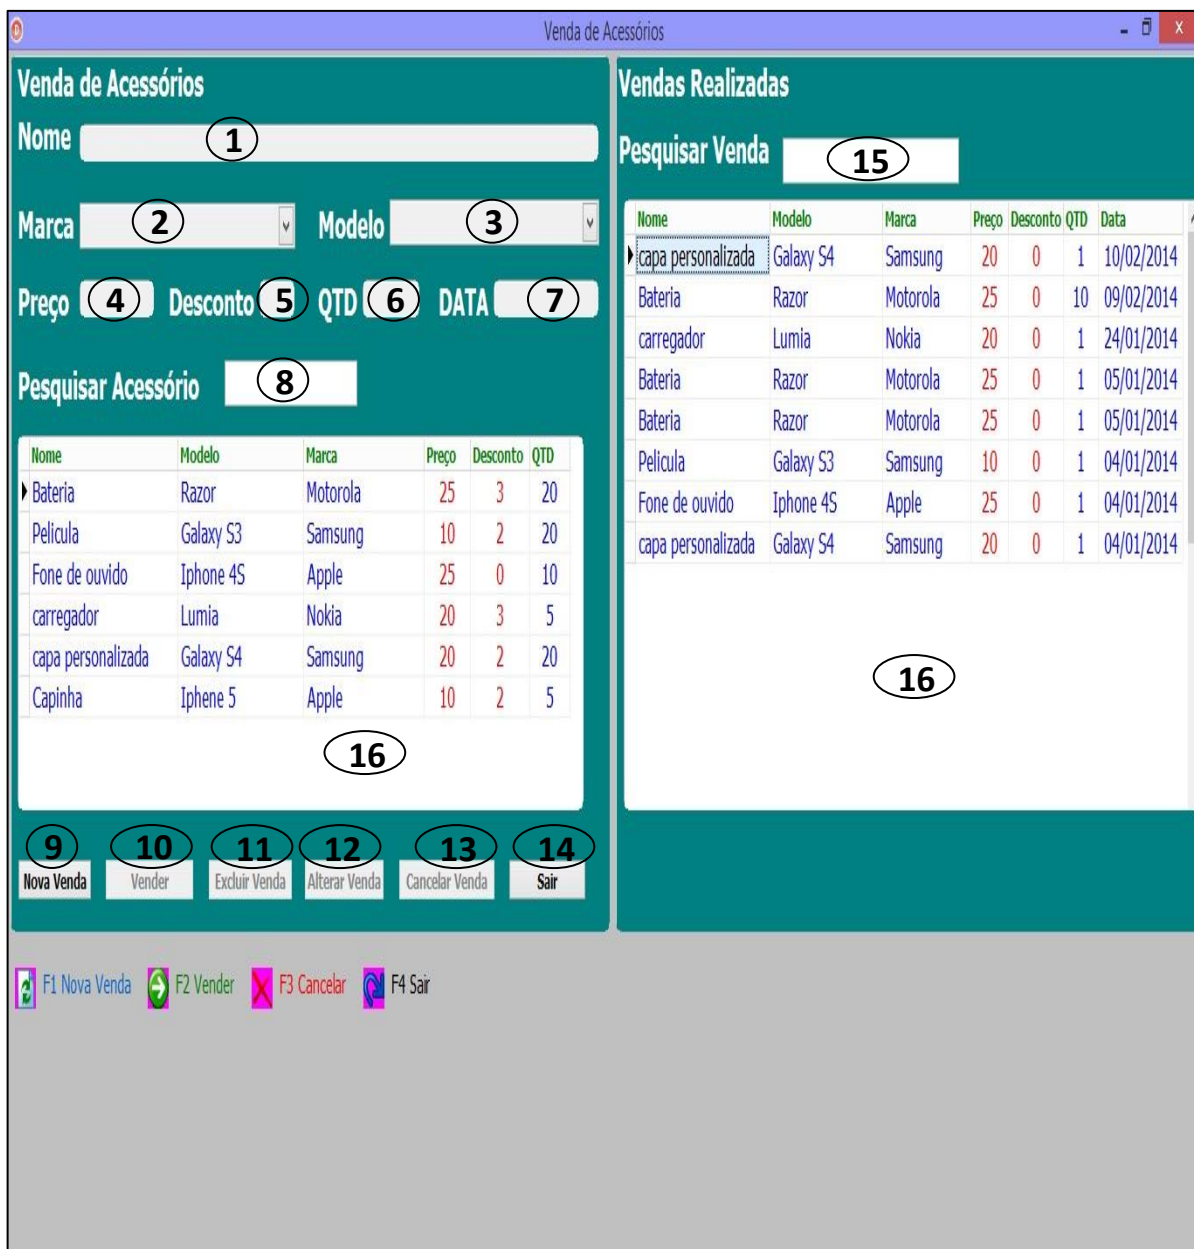 Venda de Acessórios
X
Venda de Acessórios
Nome 1
Marca 2 Modelo 3
Preço 4 Desconto 5 QTD 6 DATA 7
Pesquisar Acessório 8
Nome Modelo Marca Preço Desconto QTD
Bateria Razor Motorola 25 3 20
Pelicula Galaxy S3 Samsung 10 2 20
Fone de ouvido Iphone 4S Apple 25 0 10
carregador Lumia Nokia 20 3 5
capa personalizada Galaxy S4 Samsung 20 2 20
Capinha Iphene 5 Apple 10 2 5
16
9 10 11 12 13 14
Nova Venda Vender Excluir Venda Alterar Venda Cancelar Venda Sair
Vendas Realizadas
Pesquisar Venda 15
Nome Modelo Marca Preço Desconto QTD Data
capa personalizada Galaxy S4 Samsung 20 0 1 10/02/2014
Bateria Razor Motorola 25 0 10 09/02/2014
carregador Lumia Nokia 20 0 1 24/01/2014
Bateria Razor Motorola 25 0 1 05/01/2014
Bateria Razor Motorola 25 0 1 05/01/2014
Pelicula Galaxy S3 Samsung 10 0 1 04/01/2014
Fone de ouvido Iphone 4S Apple 25 0 1 04/01/2014
capa personalizada Galaxy S4 Samsung 20 0 1 04/01/2014
16
F1 Nova Venda F2 Vender F3 Cancelar F4 Sair